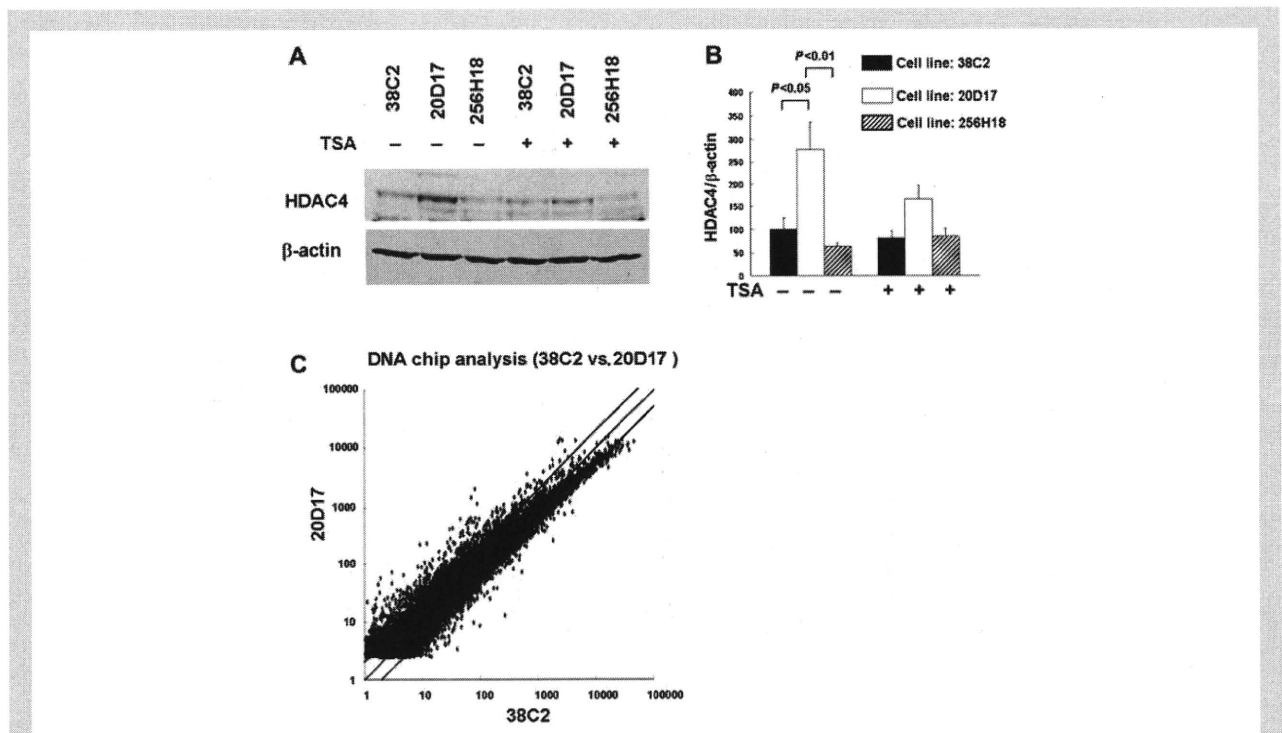 A
38C2 20D17 256H18 38C2 20D17 256H18
TSA − − − + + +
HDAC4
β-actin
B
P<0.01
P<0.05
Cell line: 38C2
Cell line: 20D17
Cell line: 256H18
HDAC4/β-actin
400
350
300
250
200
150
100
50
0
TSA − − − + + +
C
DNA chip analysis (38C2 vs. 20D17 )
20D17
100000
10000
1000
100
10
1
1 10 100 1000 10000 100000
38C2